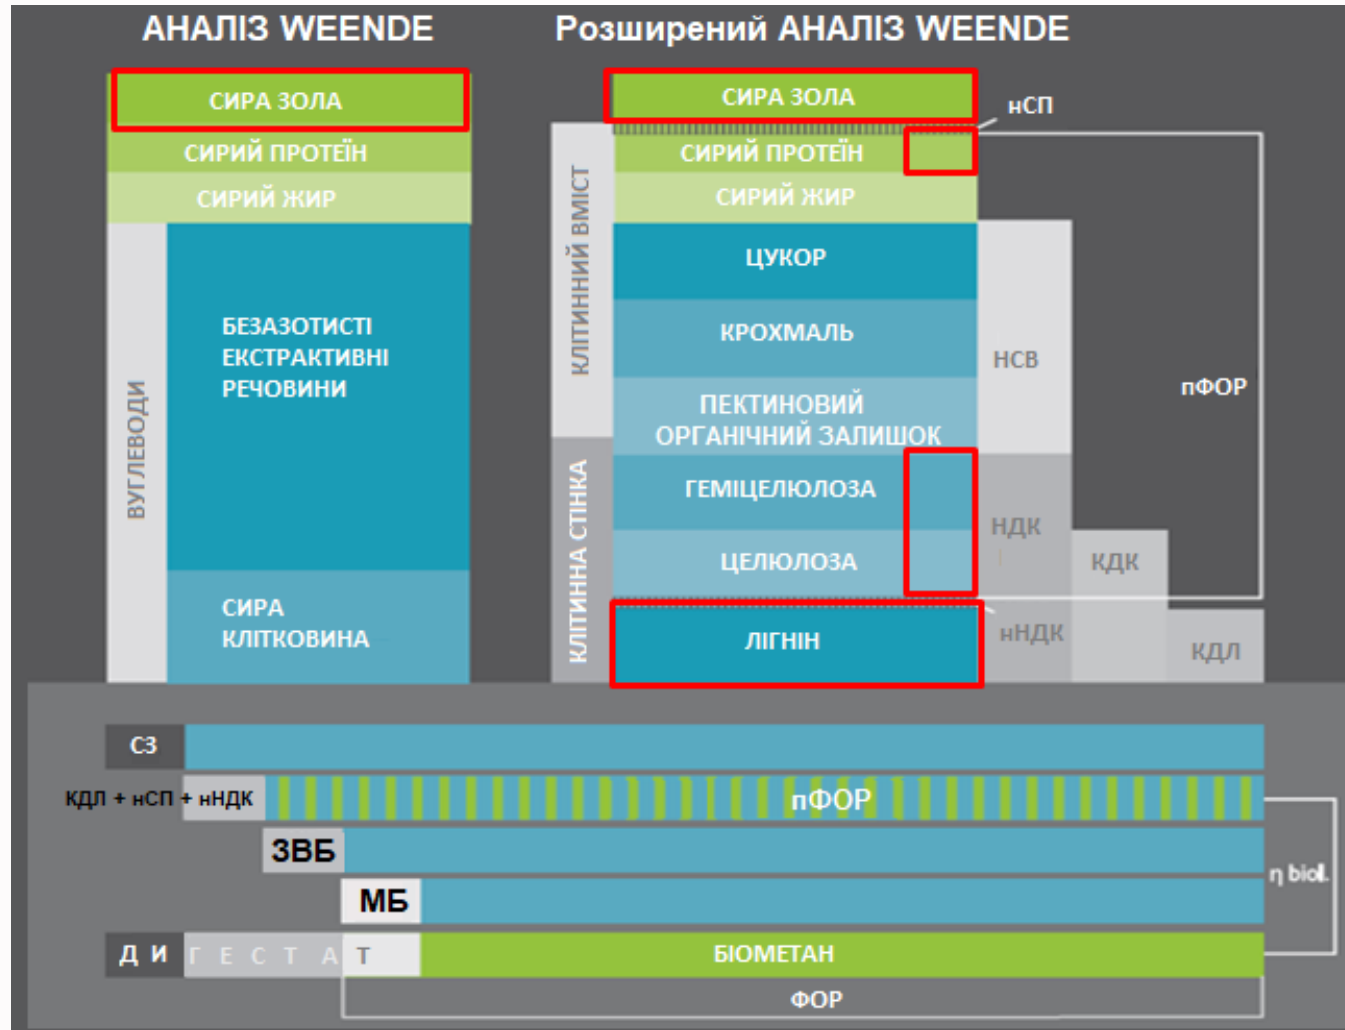 АНАЛІЗ WEENDE
Розширений АНАЛІЗ WEENDE
СИРА ЗОЛА
СИРИЙ ПРОТЕЇН
СИРИЙ ЖИР
ВУГЛЕВОДИ
БЕЗАЗОТИСТІ
ЕКСТРАКТИВНІ
РЕЧОВИНИ
СИРА
КЛІТКОВИНА
КЛІТИННИЙ ВМІСТ
КЛІТИННА СТІНКА
СИРА ЗОЛА
СИРИЙ ПРОТЕЇН
СИРИЙ ЖИР
ЦУКОР
КРОХМАЛЬ
ПЕКТИНОВИЙ
ОРГАНІЧНИЙ ЗАЛИШОК
ГЕМІЦЕЛЮЛОЗА
ЦЕЛЮЛОЗА
ЛІГНІН
нСП
НСВ
НДК
нНДК
КДК
КДЛ
пФОР
СЗ
КДЛ + нСП + нНДК
пФОР
ЗВБ
МБ
η biol.
ДИГЕСТАТ
БІОМЕТАН
ФОР